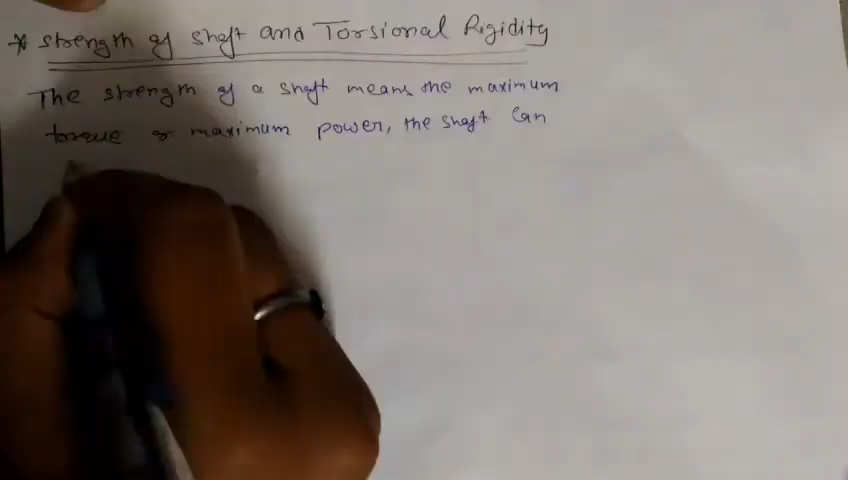 * Strength of shaft and Torsional Rigidity
The strength of a shaft means the maximum
torque or maximum power, the shaft can